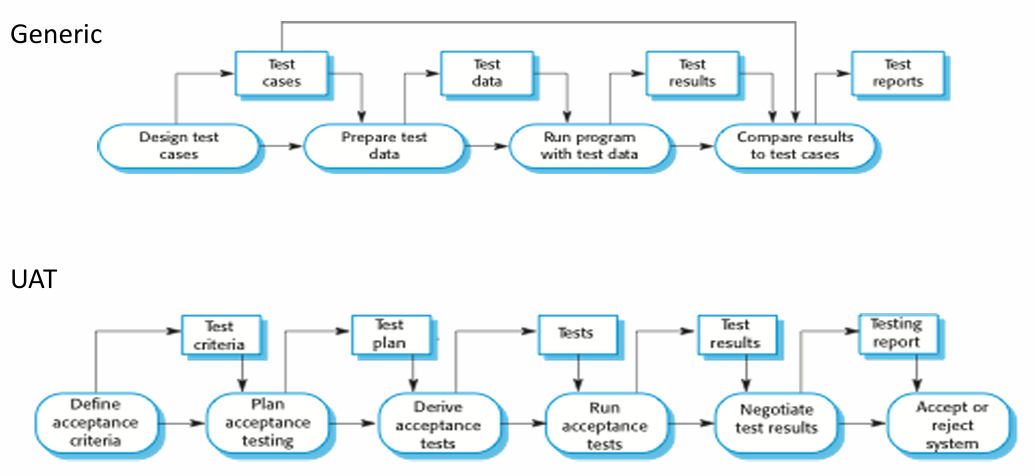 Generic
Test
cases
Test
data
Test
results
Test
reports
Design test
cases
Prepare test
data
Run program
with test data
Compare results
to test cases
UAT
Test
criteria
Test
plan
Tests
Test
results
Testing
report
Define
acceptance
criteria
Plan
acceptance
testing
Derive
acceptance
tests
Run
acceptance
tests
Negotiate
test results
Accept or
reject
system